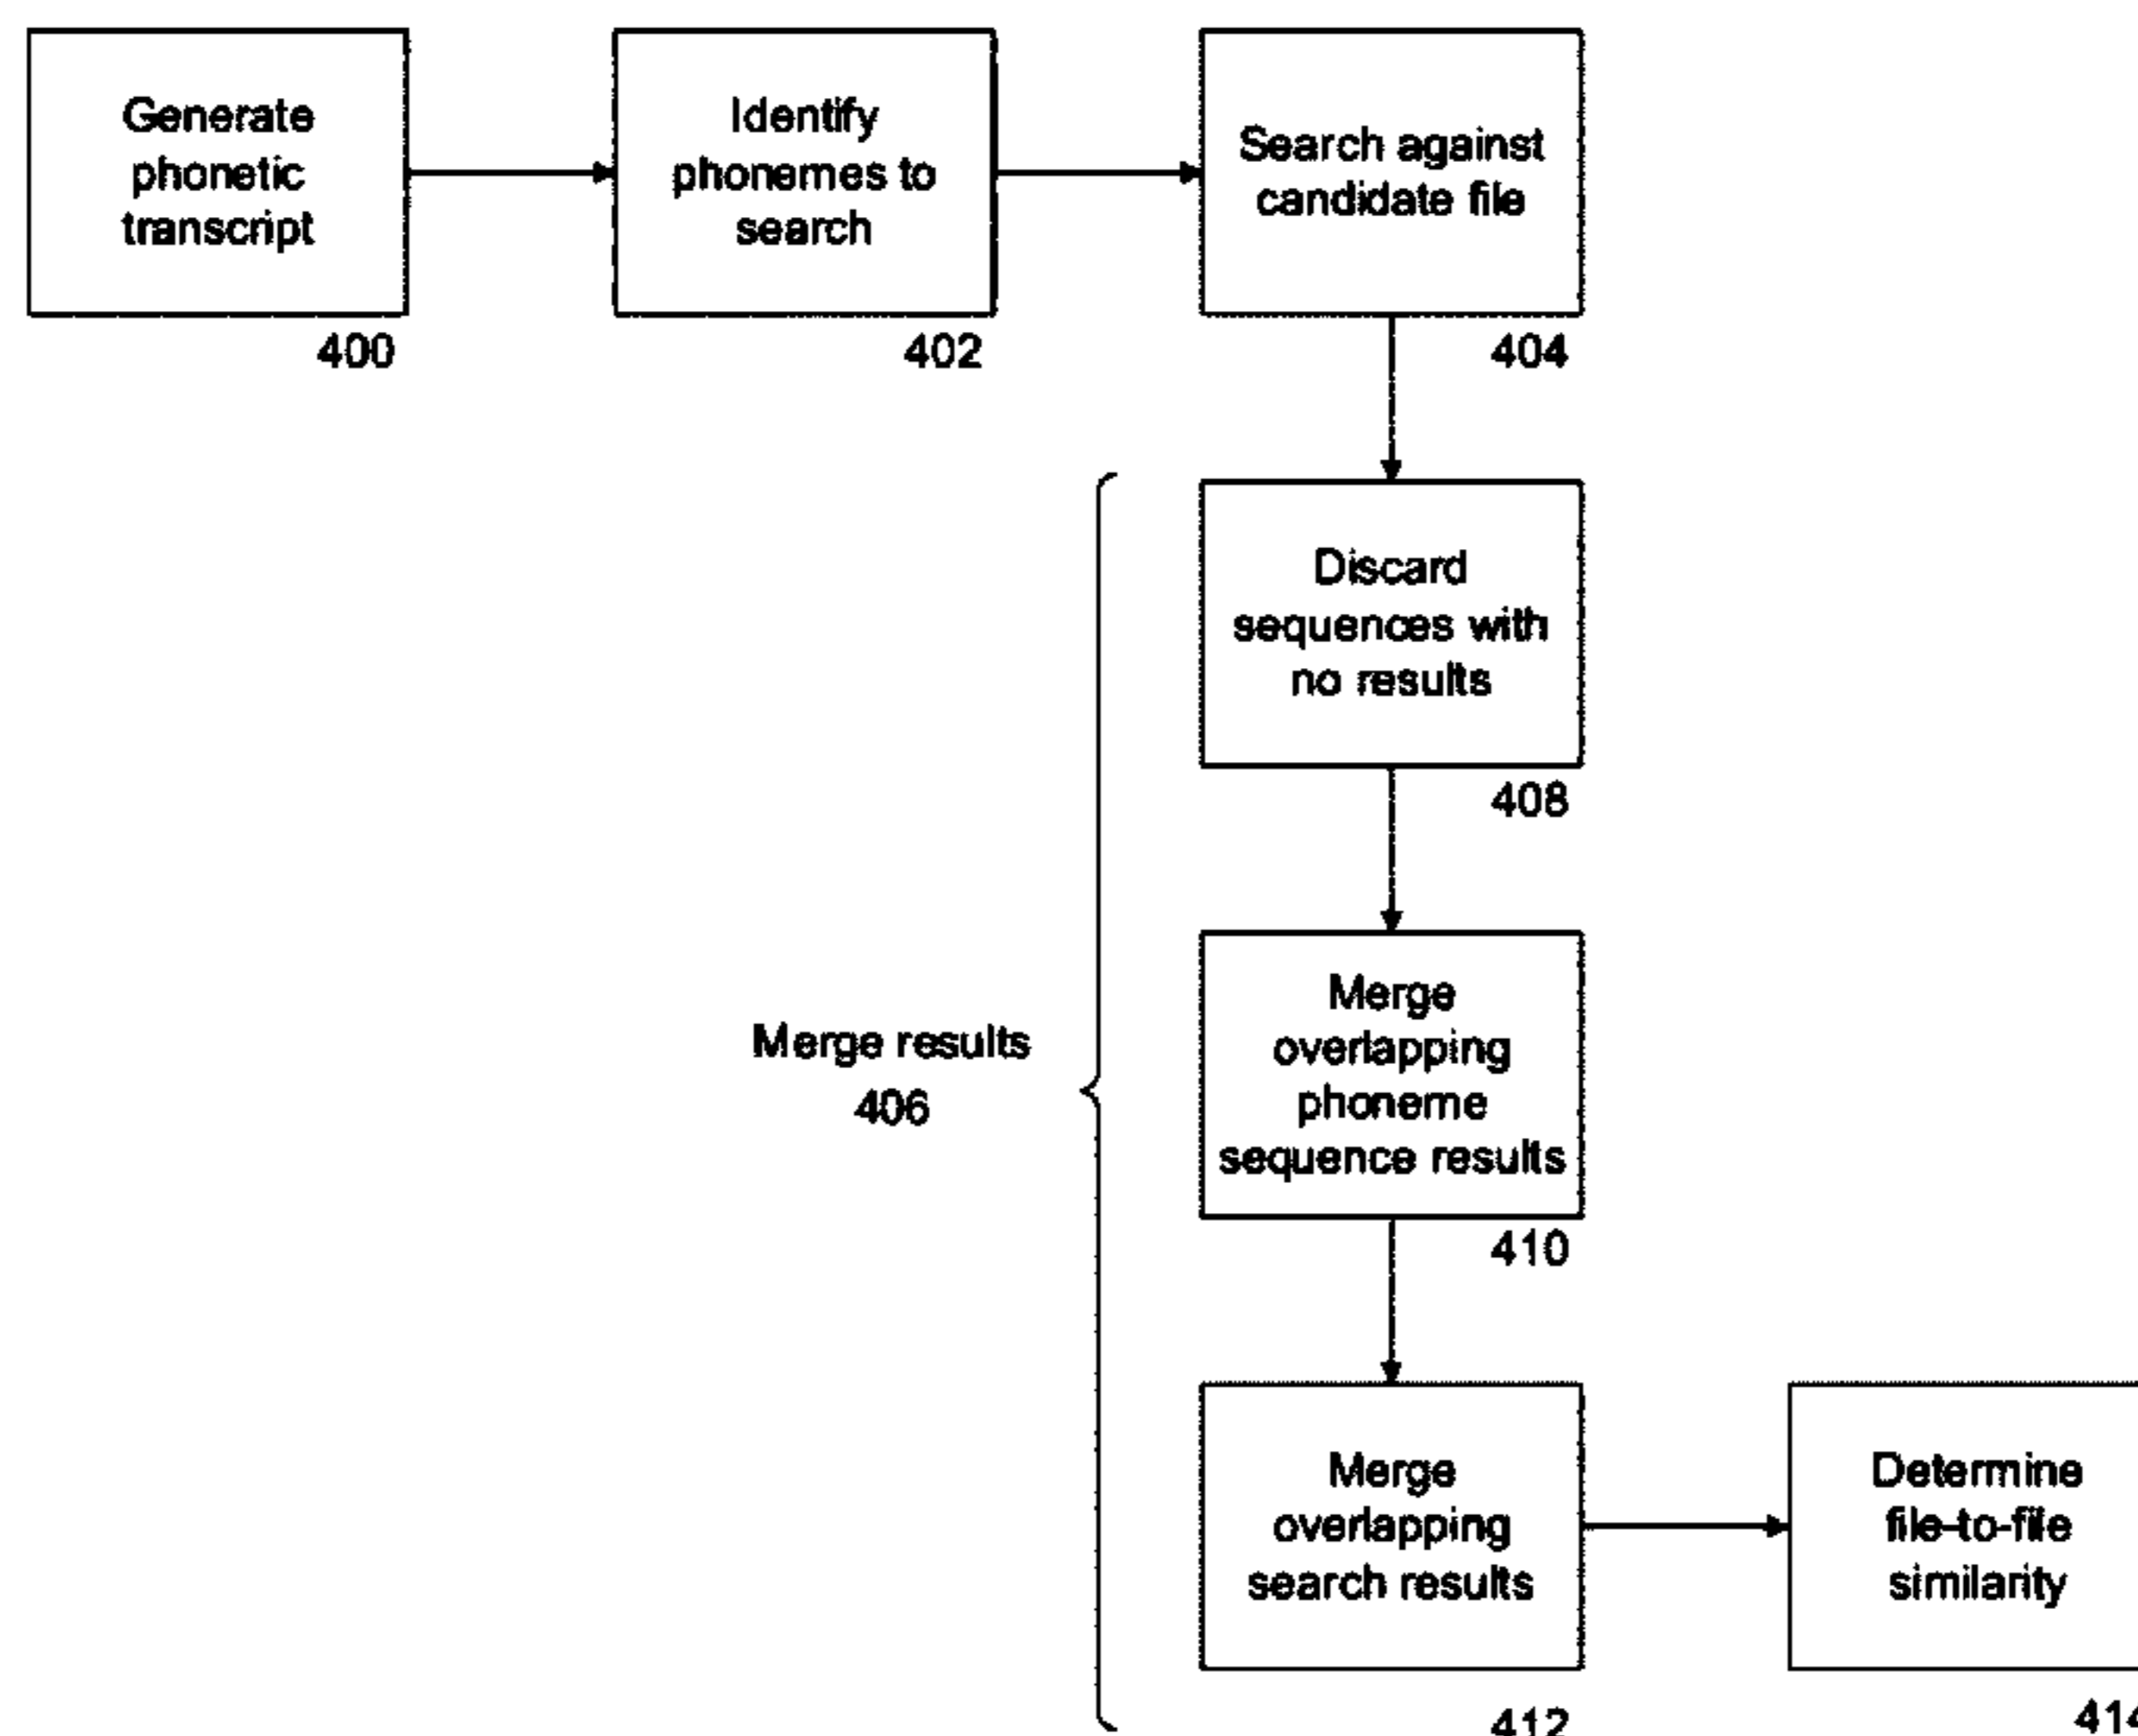 Generate
phonetic
transcript
400
Identify
phonemes to
search
402
Search against
candidate file
404
Discard
sequences with
no results
408
Merge results
406
Merge
overlapping
phoneme
sequence results
410
Merge
overlapping
search results
412
Determine
file-to-file
similarity
414